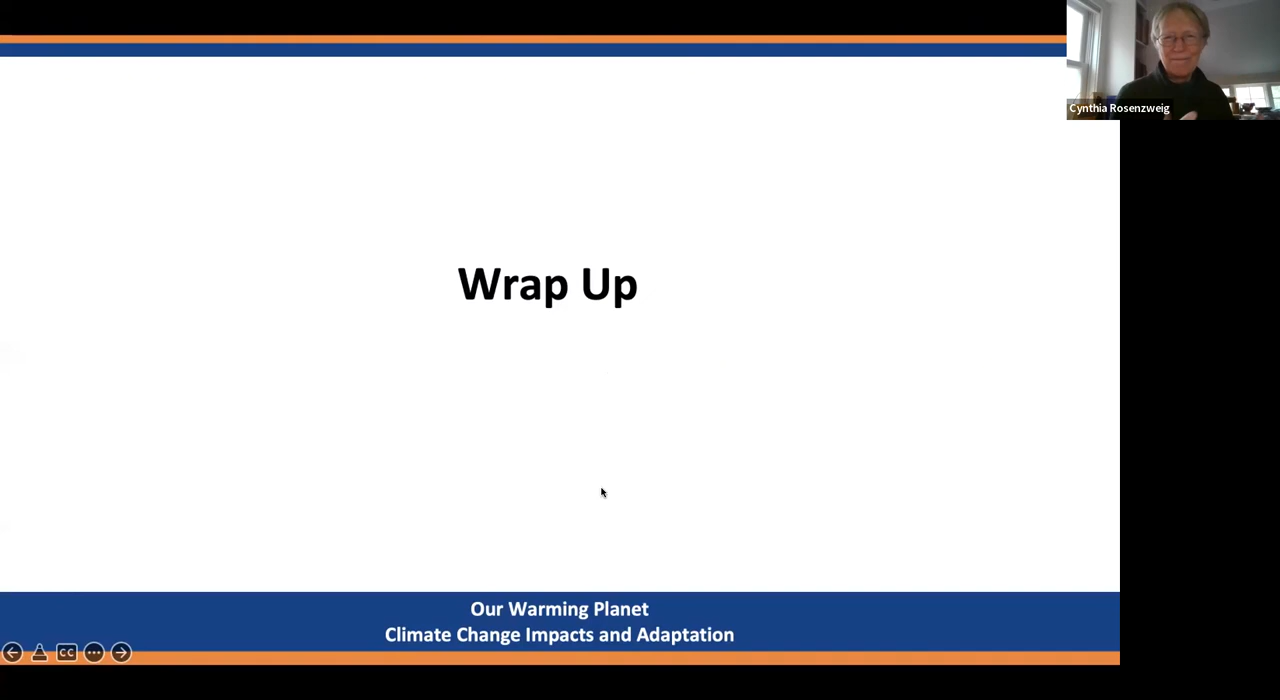 Cynthia Rosenzweig
Wrap Up
Our Warming Planet
Climate Change Impacts and Adaptation
CC